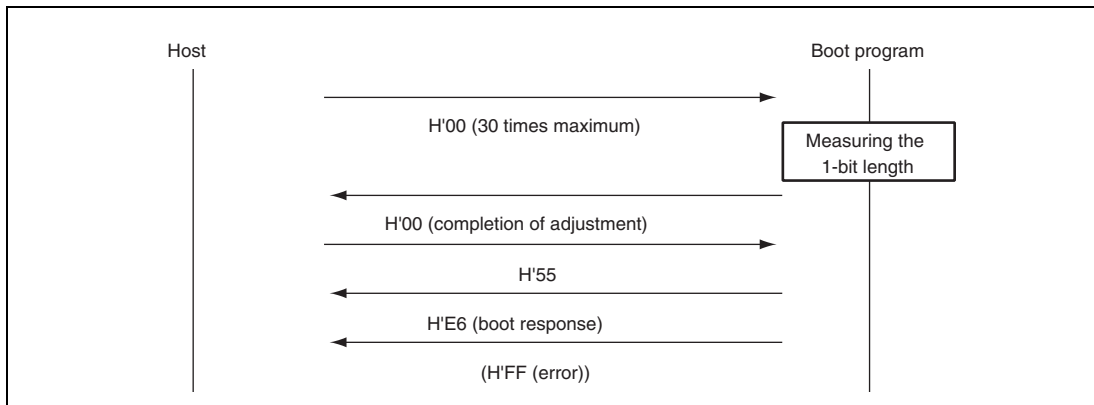 Host
Boot program
H'00 (30 times maximum)
Measuring the
1-bit length
H'00 (completion of adjustment)
H'55
H'E6 (boot response)
(H'FF (error))